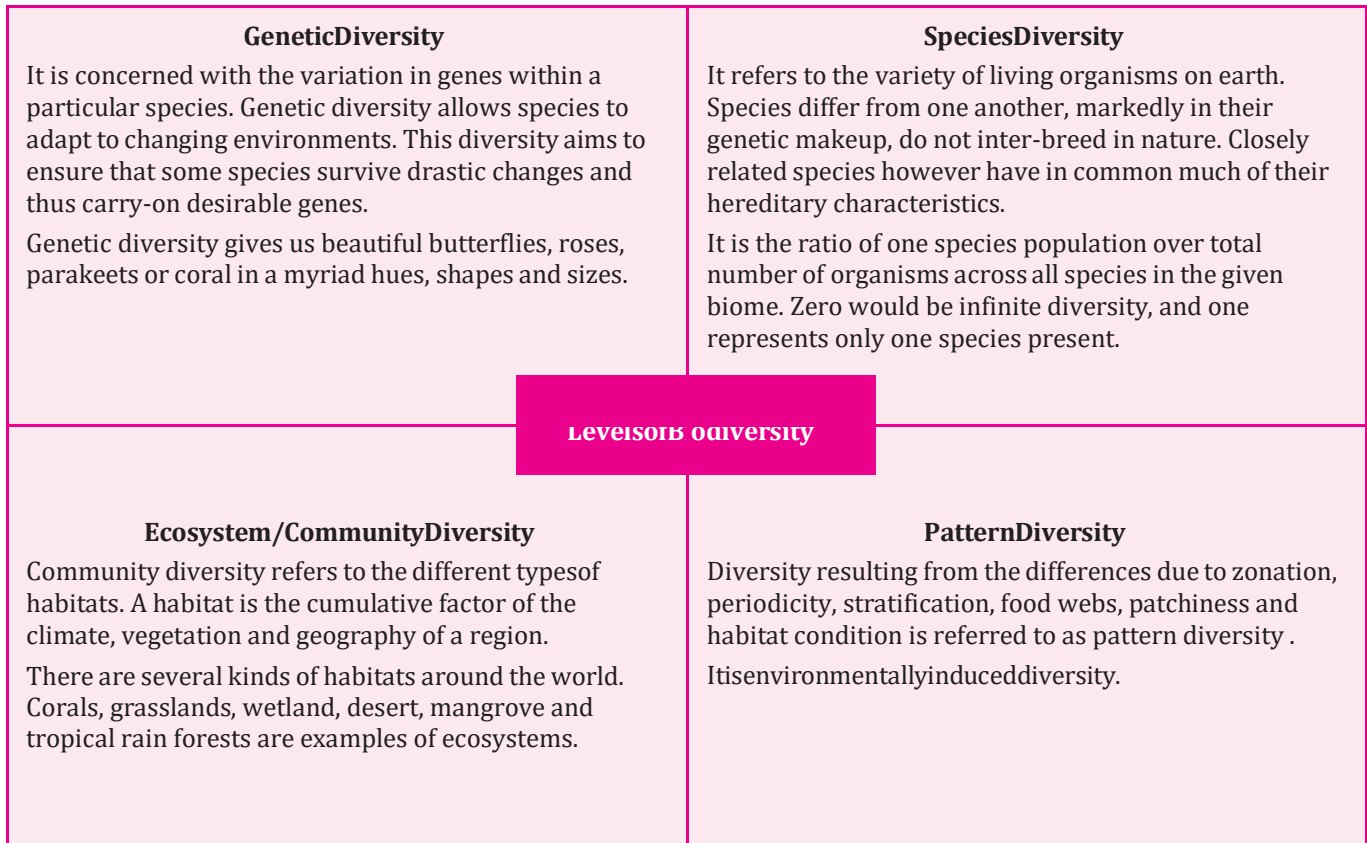 GeneticDiversity
It is concerned with the variation in genes within a
particular species. Genetic diversity allows species to
adapt to changing environments. This diversity aims to
ensure that some species survive drastic changes and
thus carry-on desirable genes.
Genetic diversity gives us beautiful butterflies, roses,
parakeets or coral in a myriad hues, shapes and sizes.
SpeciesDiversity
It refers to the variety of living organisms on earth.
Species differ from one another, markedly in their
genetic makeup, do not inter-breed in nature. Closely
related species however have in common much of their
hereditary characteristics.
It is the ratio of one species population over total
number of organisms across all species in the given
biome. Zero would be infinite diversity, and one
represents only one species present.
LevelsofB odiversity
Ecosystem/CommunityDiversity
Community diversity refers to the different typesof
habitats. A habitat is the cumulative factor of the
climate, vegetation and geography of a region.
There are several kinds of habitats around the world.
Corals, grasslands, wetland, desert, mangrove and
tropical rain forests are examples of ecosystems.
PatternDiversity
Diversity resulting from the differences due to zonation,
periodicity, stratification, food webs, patchiness and
habitat condition is referred to as pattern diversity .
Itisenvironmentallyinduceddiversity.